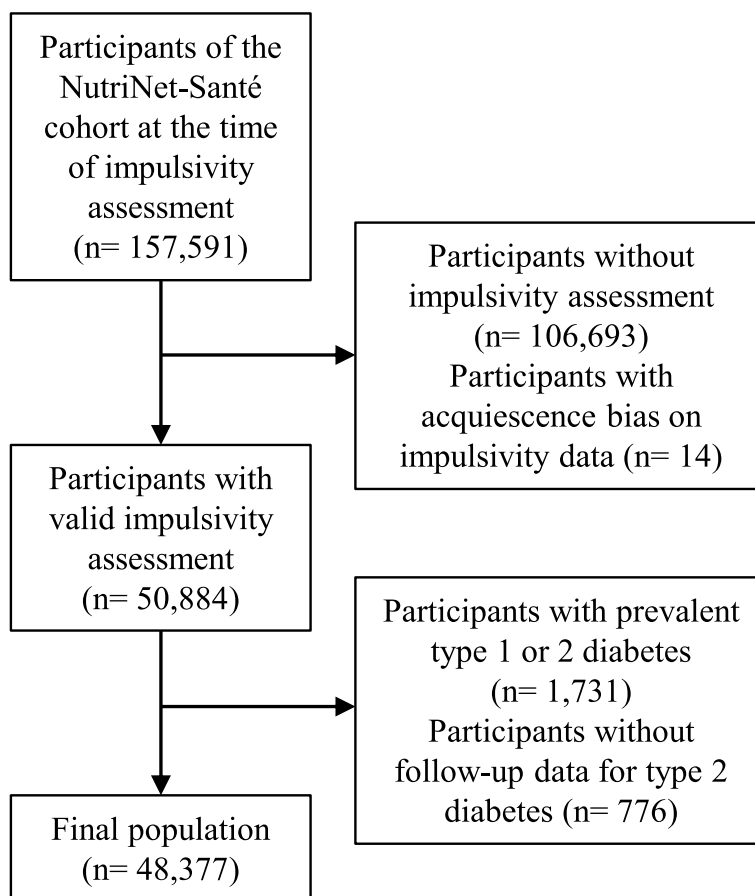 Participants of the
NutriNet-Santé
cohort at the time
of impulsivity
assessment
(n= 157,591)
Participants without
impulsivity assessment
(n= 106,693)
Participants with
acquiescence bias on
impulsivity data (n= 14)
Participants with
valid impulsivity
assessment
(n= 50,884)
Participants with prevalent
type 1 or 2 diabetes
(n= 1,731)
Participants without
follow-up data for type 2
diabetes (n= 776)
Final population
(n= 48,377)